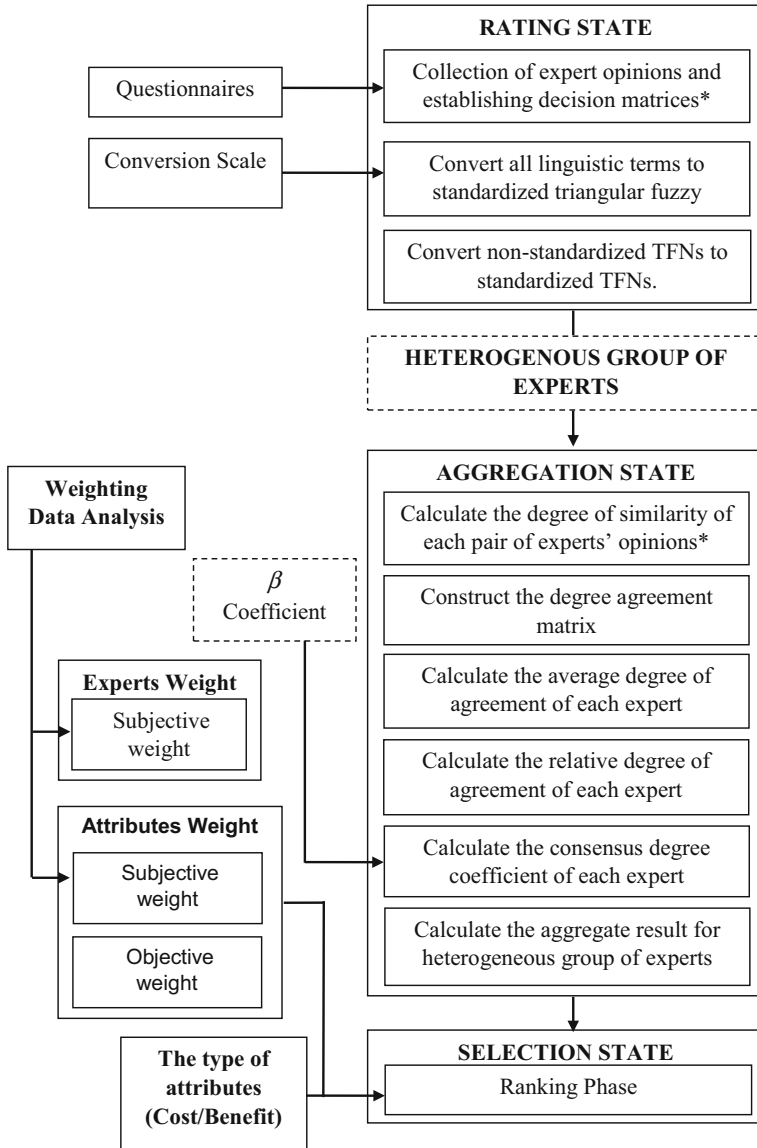 RATING STATE
Questionnaires
Collection of expert opinions and
establishing decision matrices*
Conversion Scale
Convert all linguistic terms to
standardized triangular fuzzy
Convert non-standardized TFNs to
standardized TFNs.
HETEROGENOUS GROUP OF
EXPERTS
AGGREGATION STATE
Calculate the degree of similarity of
each pair of experts’ opinions*
Construct the degree agreement
matrix
Calculate the average degree of
agreement of each expert
Calculate the relative degree of
agreement of each expert
Calculate the consensus degree
coefficient of each expert
Calculate the aggregate result for
heterogeneous group of experts
Weighting
Data Analysis
β
Coefficient
Experts Weight
Subjective
weight
Attributes Weight
Subjective
weight
Objective
weight
The type of
attributes
(Cost/Benefit)
SELECTION STATE
Ranking Phase